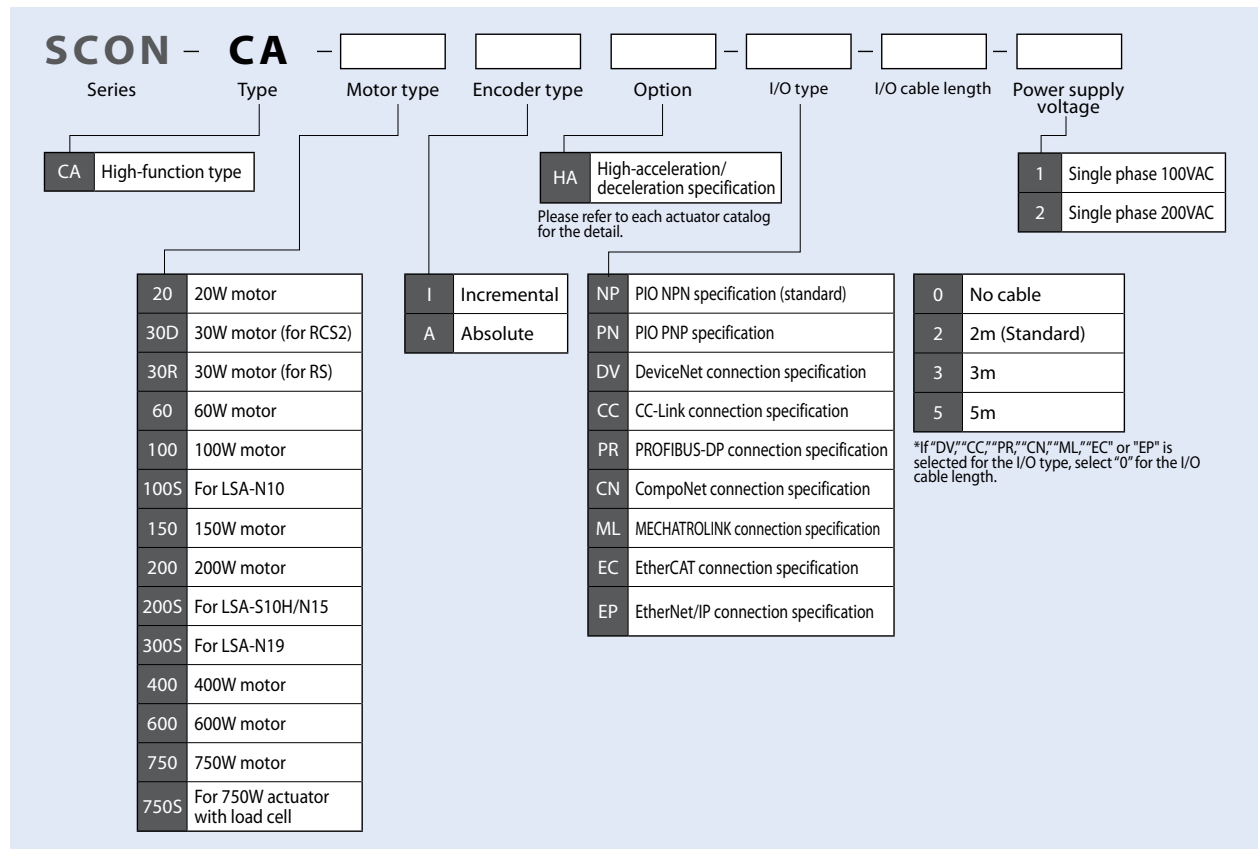 SCON – CA – – – –
Series Type Motor type Encoder type Option I/O type I/O cable length Power supply
voltage
CA High-function type
HA High-acceleration/
deceleration specification
Please refer to each actuator catalog
for the detail.
1 Single phase 100VAC
2 Single phase 200VAC
20 20W motor
30D 30W motor (for RCS2)
30R 30W motor (for RS)
60 60W motor
100 100W motor
100S For LSA-N10
150 150W motor
200 200W motor
200S For LSA-S10H/N15
300S For LSA-N19
400 400W motor
600 600W motor
750 750W motor
750S For 750W actuator
with load cell
I Incremental
A Absolute
NP PIO NPN specification (standard)
PN PIO PNP specification
DV DeviceNet connection specification
CC CC-Link connection specification
PR PROFIBUS-DP connection specification
CN CompoNet connection specification
ML MECHATROLINK connection specification
EC EtherCAT connection specification
EP EtherNet/IP connection specification
0 No cable
2 2m (Standard)
3 3m
5 5m
*If “DV,” “CC,” “PR,” “CN,” “ML,” “EC" or "EP" is
selected for the I/O type, select “0” for the I/O
cable length.